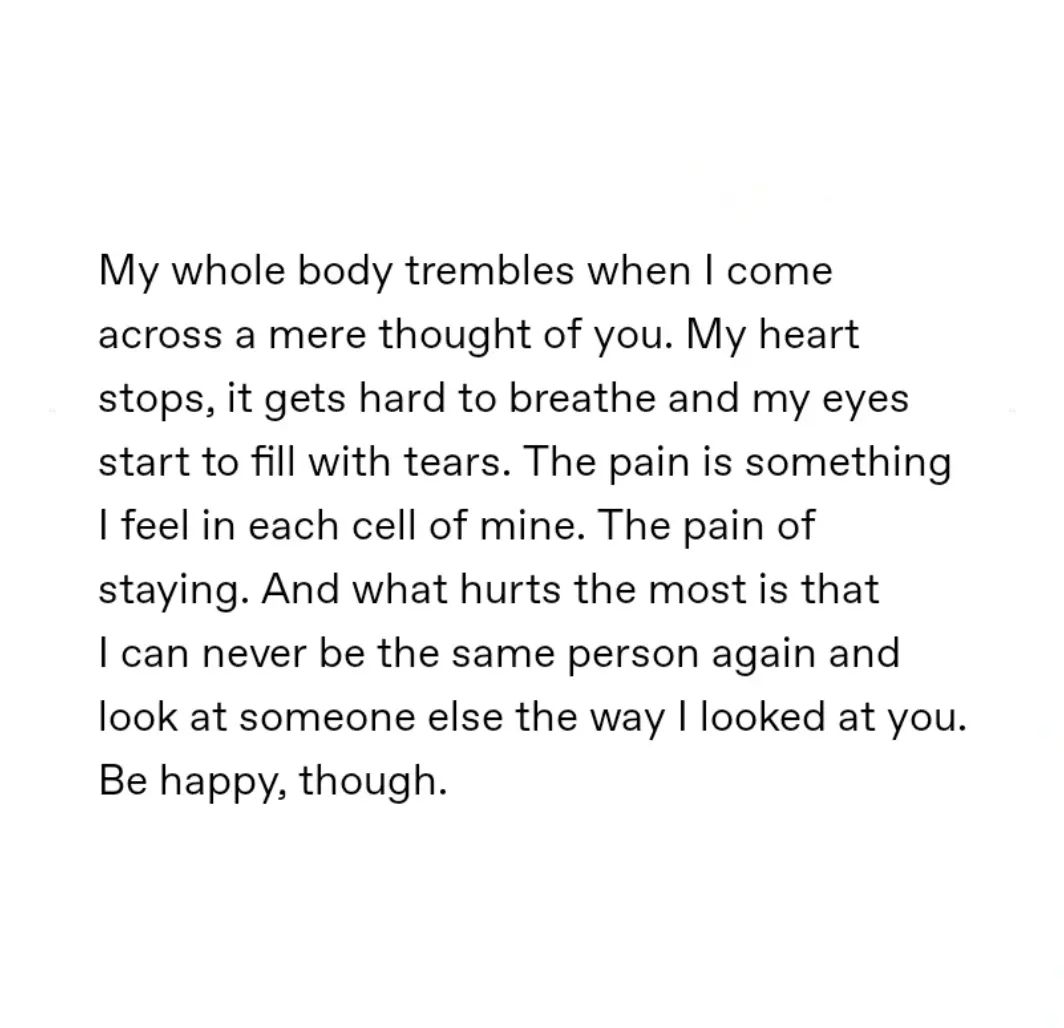 My whole body trembles when I come
across a mere thought of you. My heart
stops, it gets hard to breathe and my eyes
start to fill with tears. The pain is something
I feel in each cell of mine. The pain of
staying. And what hurts the most is that
I can never be the same person again and
look at someone else the way I looked at you.
Be happy, though.